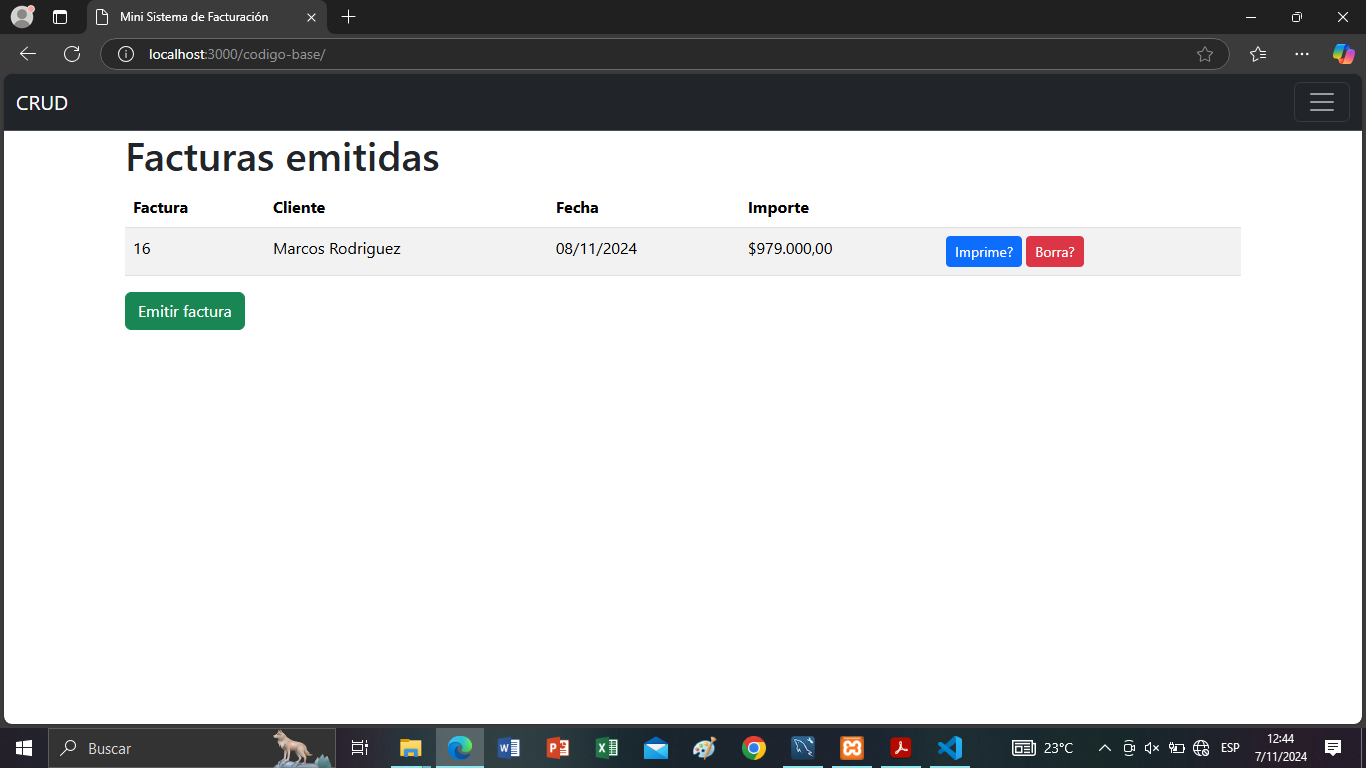 Mini Sistema de Facturación
localhost:3000/codigo-base/
CRUD
Facturas emitidas
Factura Cliente Fecha Importe
16 Marcos Rodriguez 08/11/2024 $979.000,00 Imprime? Borra?
Emitir factura
Buscar
23°C
ESP
12:44
7/11/2024